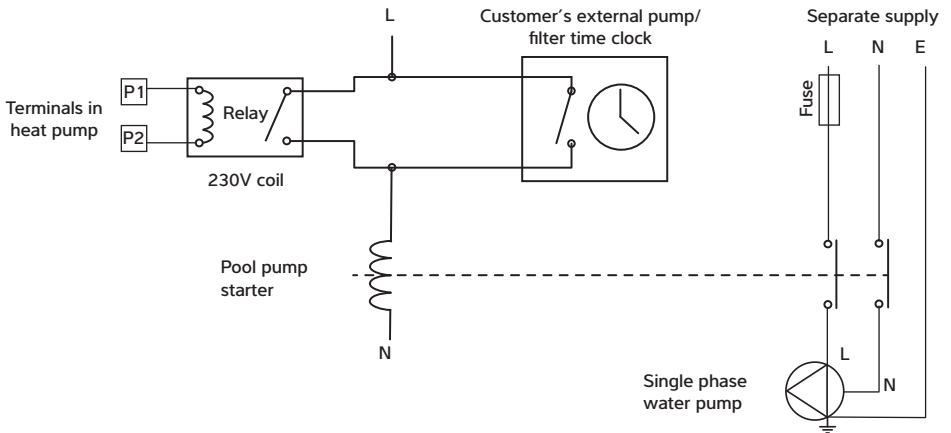 L
Customer's external pump/
filter time clock
Separate supply
L N E
P1
Terminals in
heat pump
P2
Relay
230V coil
Fuse
Pool pump
starter
N
L
N
Single phase
water pump